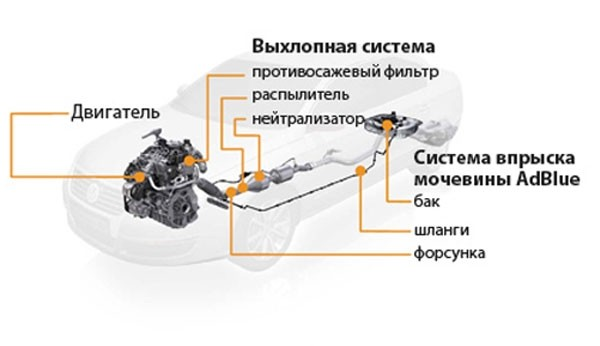 Выхлопная система
противосажевый фильтр
распылитель
нейтрализатор
Двигатель
Система впрыска
мочевины AdBlue
бак
шланги
форсунка